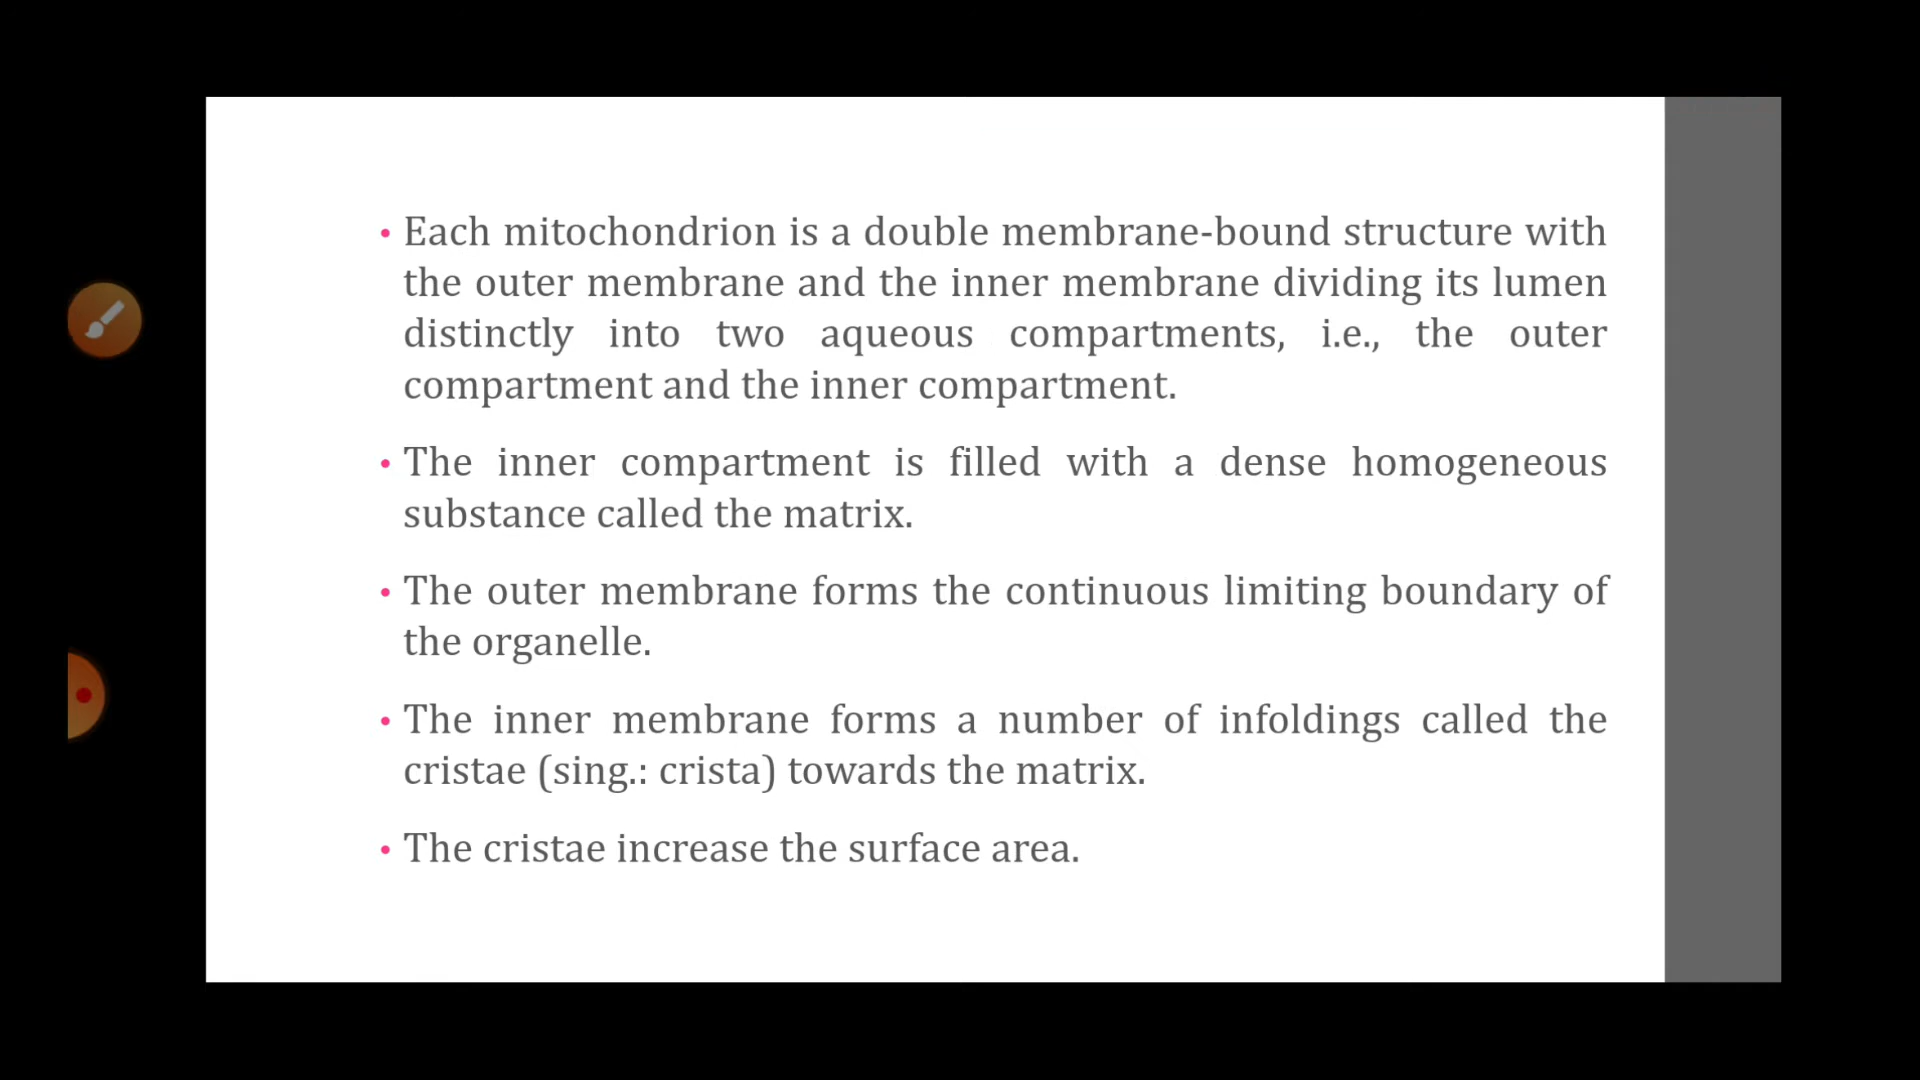 • Each mitochondrion is a double membrane-bound structure with
the outer membrane and the inner membrane dividing its lumen
distinctly into two aqueous compartments, i.e., the outer
compartment and the inner compartment.
• The inner compartment is filled with a dense homogeneous
substance called the matrix.
• The outer membrane forms the continuous limiting boundary of
the organelle.
• The inner membrane forms a number of infoldings called the
cristae (sing.: crista) towards the matrix.
• The cristae increase the surface area.